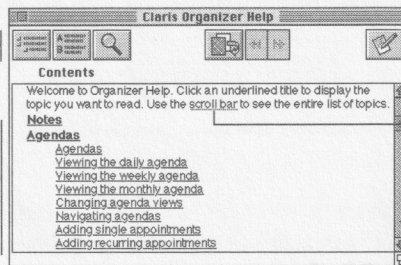 Claris Organizer Help
A
B
Contents
Welcome to Organizer Help. Click an underlined title to display the
topic you want to read. Use the scroll bar to see the entire list of topics.
Notes
Agendas
Agendas
Viewing the daily agenda
Viewing the weekly agenda
Viewing the monthly agenda
Changing agenda views
Navigating agendas
Adding single appointments
Adding recurring appointments